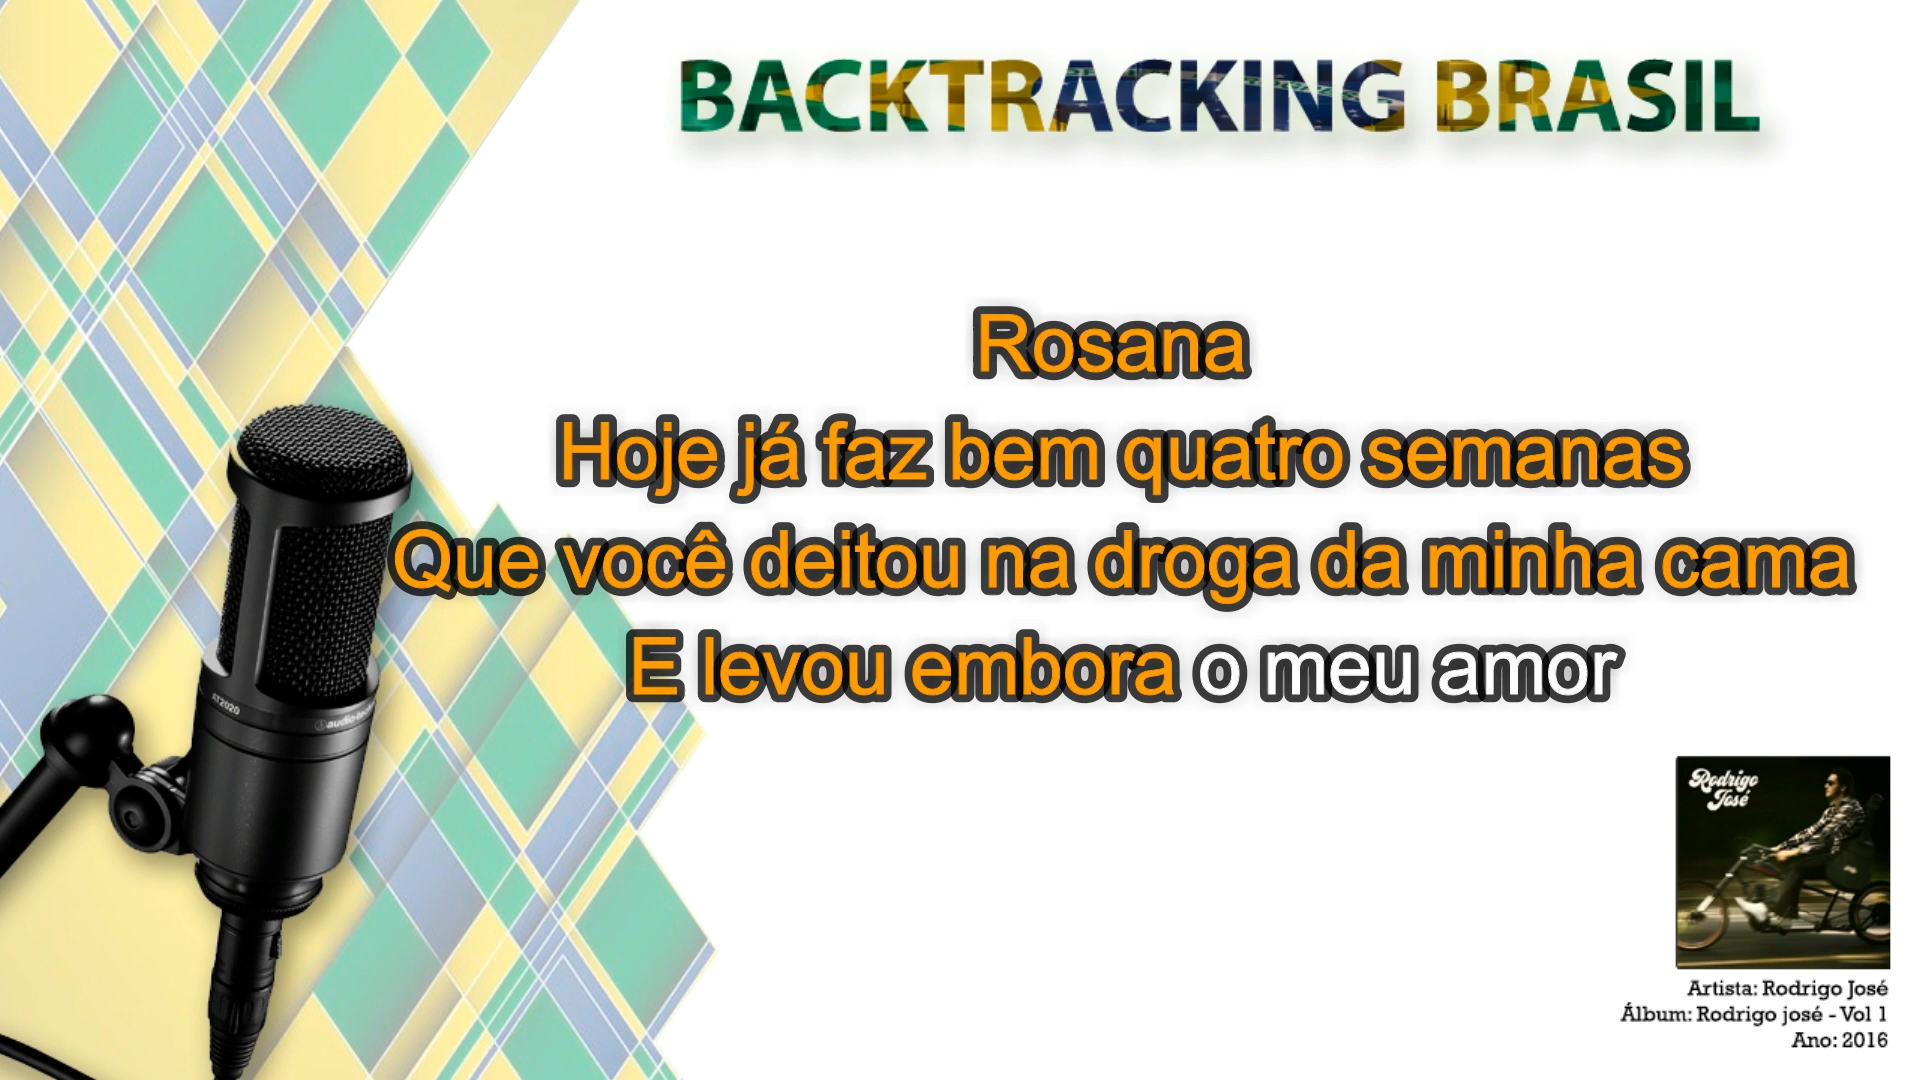 BACKTRACKING BRASIL
Rosana
Hoje já faz bem quatro semanas
Que você deitou na droga da minha cama
E levou embora o meu amor
AT2020
Rodrigo
José
Artista: Rodrigo José
Álbum: Rodrigo josé - Vol 1
Ano: 2016